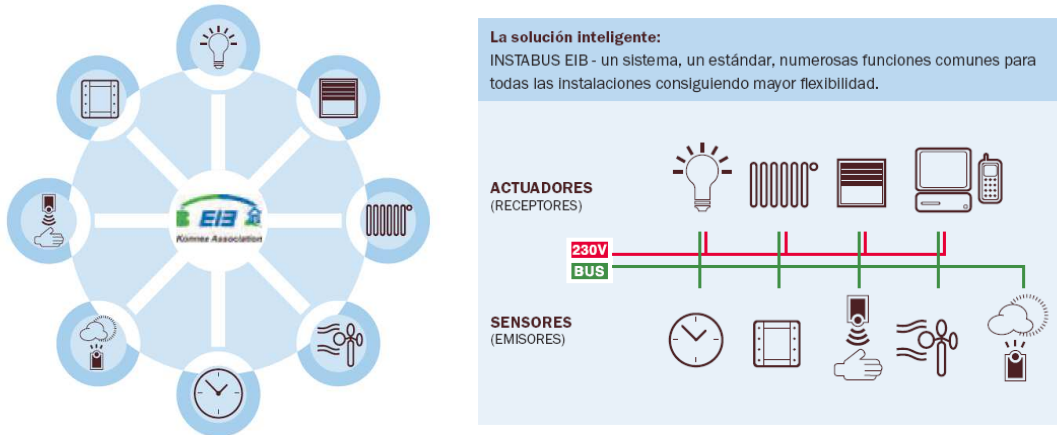 EIB
Konnex Association
La solución inteligente:
INSTABUS EIB - un sistema, un estándar, numerosas funciones comunes para
todas las instalaciones consiguiendo mayor flexibilidad.
ACTUADORES
(RECEPTORES)
230V
BUS
SENSORES
(EMISORES)